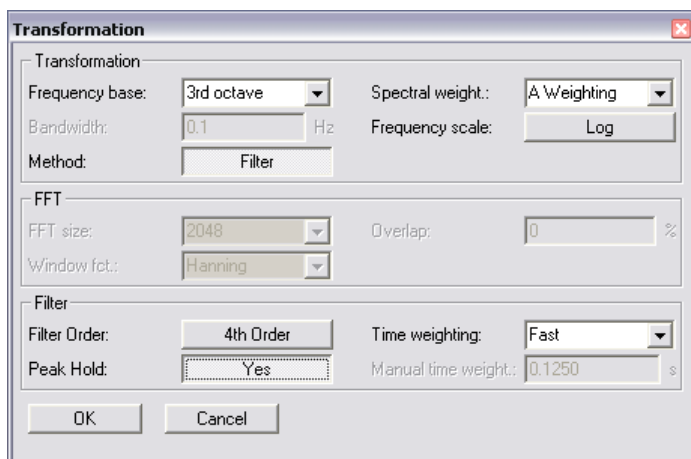 Transformation
Transformation
Frequency base: 3rd octave Spectral weight.: A Weighting
Bandwidth: 0.1 Hz Frequency scale: Log
Method: Filter
FFT
FFT size: 2048 Overlap: 0 %
Window fct.: Hanning
Filter
Filter Order: 4th Order Time weighting: Fast
Peak Hold: Yes Manual time weight.: 0.1250 s
OK Cancel